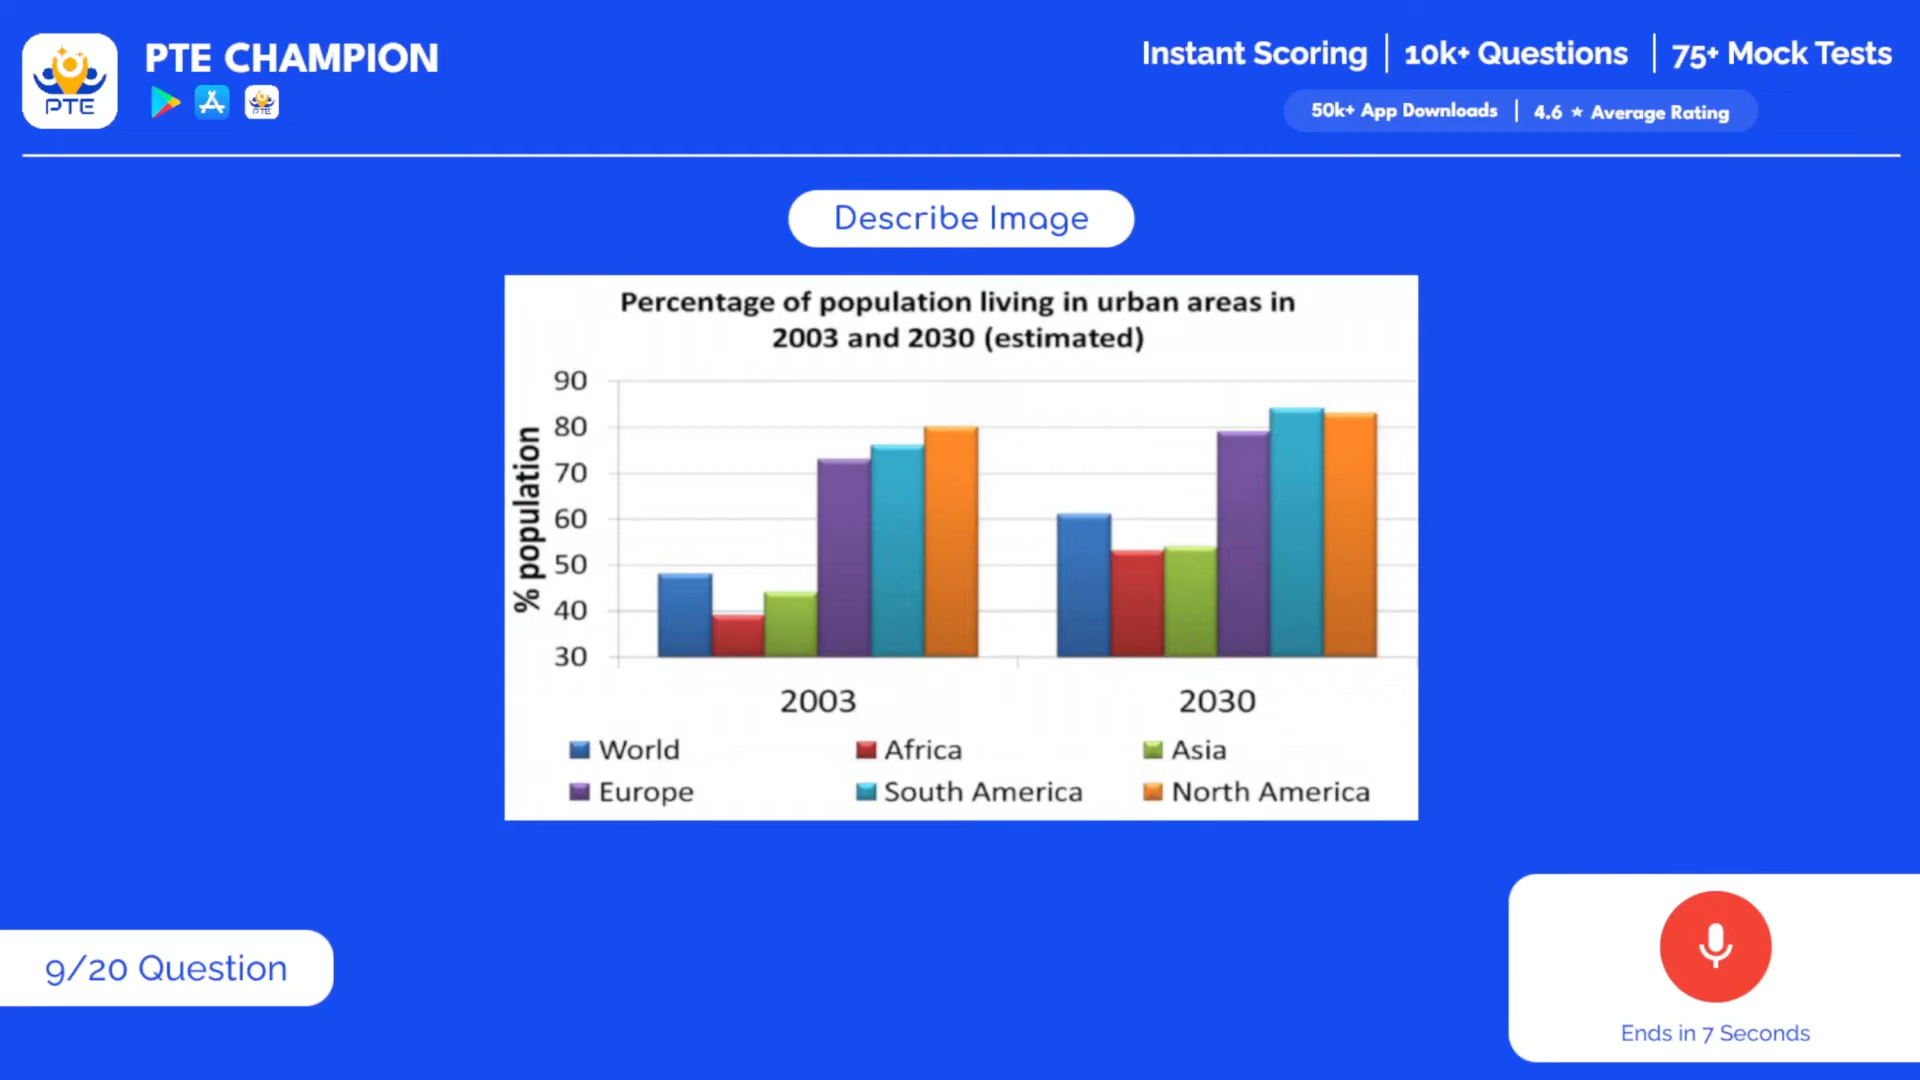 PTE CHAMPION
PTE
PTE
Instant Scoring | 10k+ Questions | 75+ Mock Tests
50k+ App Downloads | 4.6 ★ Average Rating
Describe Image
Percentage of population living in urban areas in
2003 and 2030 (estimated)
% population
90
80
70
60
50
40
30
2003 2030
World Africa Asia
Europe South America North America
9/20 Question
Ends in 7 Seconds